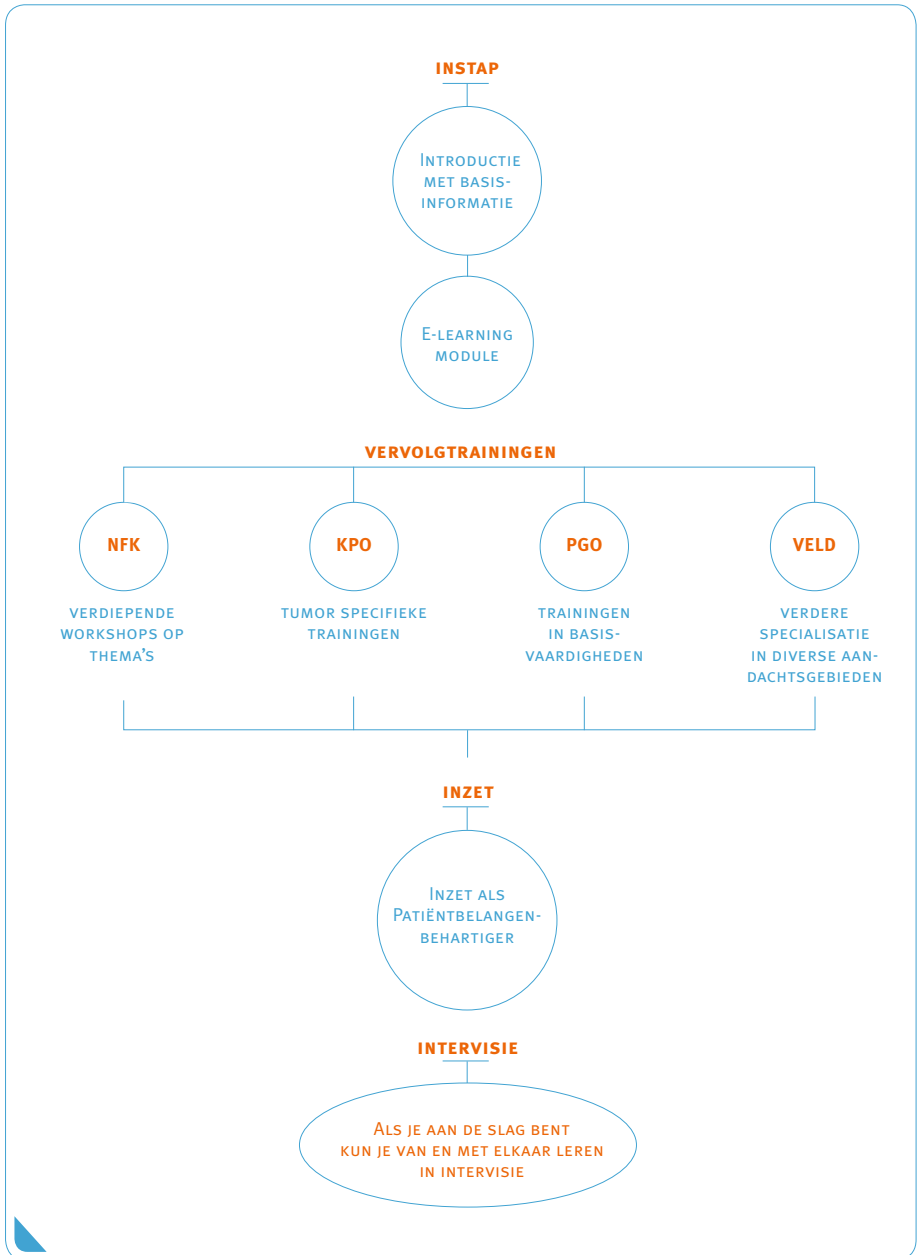 INSTAP
INTRODUCTIE
MET BASIS-
INFORMATIE
E-LEARNING
MODULE
VERVOLGTRAININGEN
NFK
KPO
PGO
VELD
VERDIEPENDE
WORKSHOPS OP
THEMA'S
TUMOR SPECIFIEKE
TRAININGEN
TRAININGEN
IN BASIS-
VAARDIGHEDEN
VERDERE
SPECIALISATIE
IN DIVERSE AAN-
DACHTSGEBIEDEN
INZET
INZET ALS
PATIËNTBELANGEN-
BEHARTIGER
INTERVISIE
ALS JE AAN DE SLAG BENT
KUN JE VAN EN MET ELKAAR LEREN
IN INTERVISIE